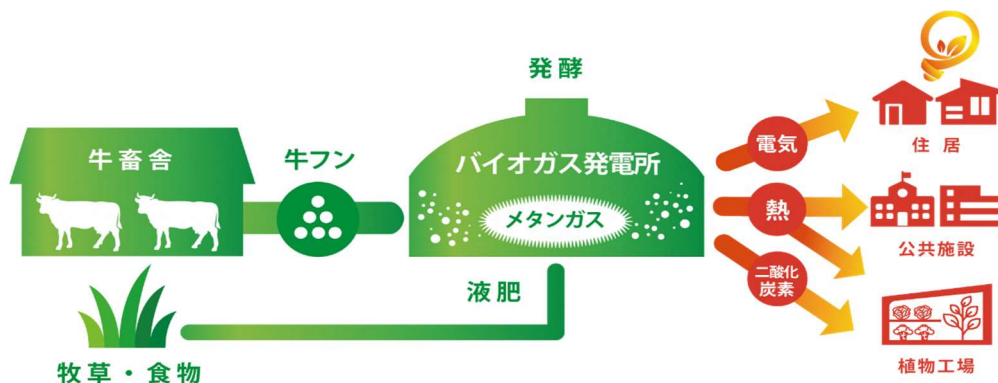 発酵
牛畜舎
牛フン
バイオガス発電所
メタンガス
液肥
牧草・食物
電気
熱
二酸化
炭素
住居
公共施設
植物工場